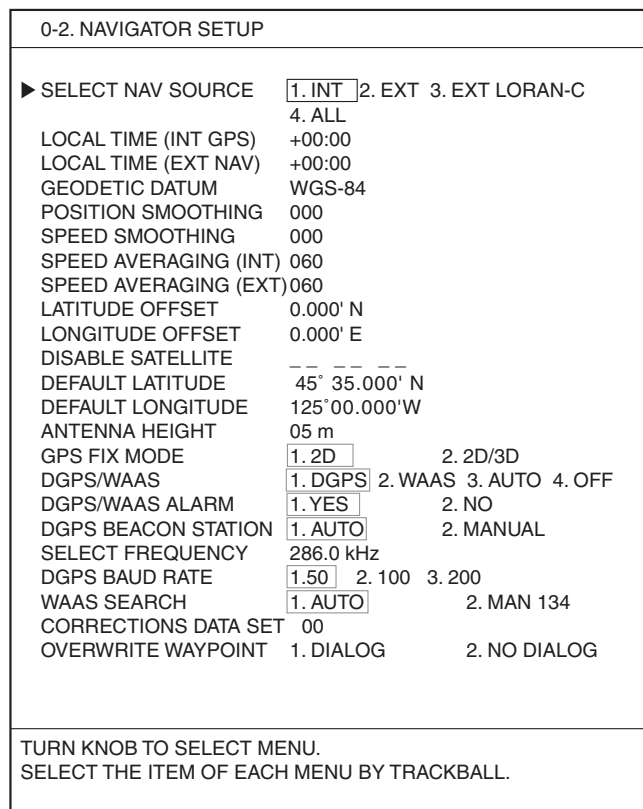 0-2. NAVIGATOR SETUP
SELECT NAV SOURCE 1. INT 2. EXT 3. EXT LORAN-C
4. ALL
LOCAL TIME (INT GPS) +00:00
LOCAL TIME (EXT NAV) +00:00
GEODETIC DATUM WGS-84
POSITION SMOOTHING 000
SPEED SMOOTHING 000
SPEED AVERAGING (INT) 060
SPEED AVERAGING (EXT) 060
LATITUDE OFFSET 0.000' N
LONGITUDE OFFSET 0.000' E
DISABLE SATELLITE _ _ _ _ _ _
DEFAULT LATITUDE 45° 35.000' N
DEFAULT LONGITUDE 125°00.000'W
ANTENNA HEIGHT 05 m
GPS FIX MODE 1. 2D 2. 2D/3D
DGPS/WAAS 1. DGPS 2. WAAS 3. AUTO 4. OFF
DGPS/WAAS ALARM 1. YES 2. NO
DGPS BEACON STATION 1. AUTO 2. MANUAL
SELECT FREQUENCY 286.0 kHz
DGPS BAUD RATE 1.50 2. 100 3. 200
WAAS SEARCH 1. AUTO 2. MAN 134
CORRECTIONS DATA SET 00
OVERWRITE WAYPOINT 1. DIALOG 2. NO DIALOG
TURN KNOB TO SELECT MENU.
SELECT THE ITEM OF EACH MENU BY TRACKBALL.